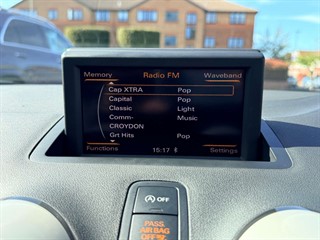 Memory Radio FM Waveband
Cap XTRA Pop
Capital Pop
Classic Light
Comm- Music
CROYDON
Grt Hits Pop
Functions 15:17 Settings
OFF
PASS.
AIR BAG
OFF